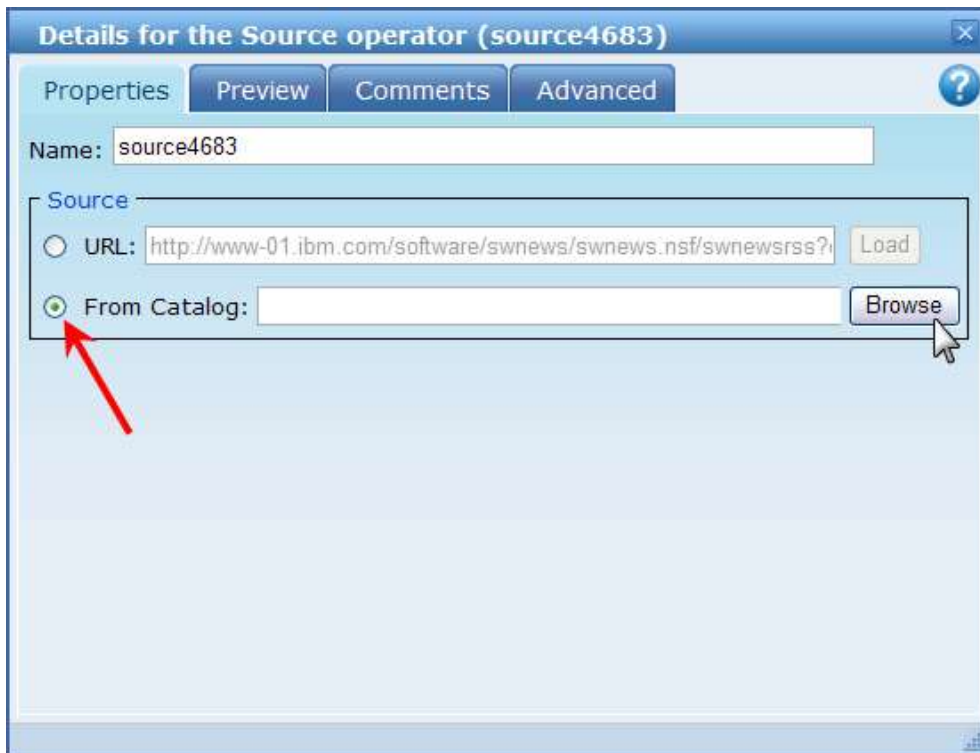 Details for the Source operator (source4683)
Properties Preview Comments Advanced ?
Name: source4683
Source
URL: http://www-01.ibm.com/software/swnews/swnews.nsf/swnewsrss? Load
From Catalog: Browse